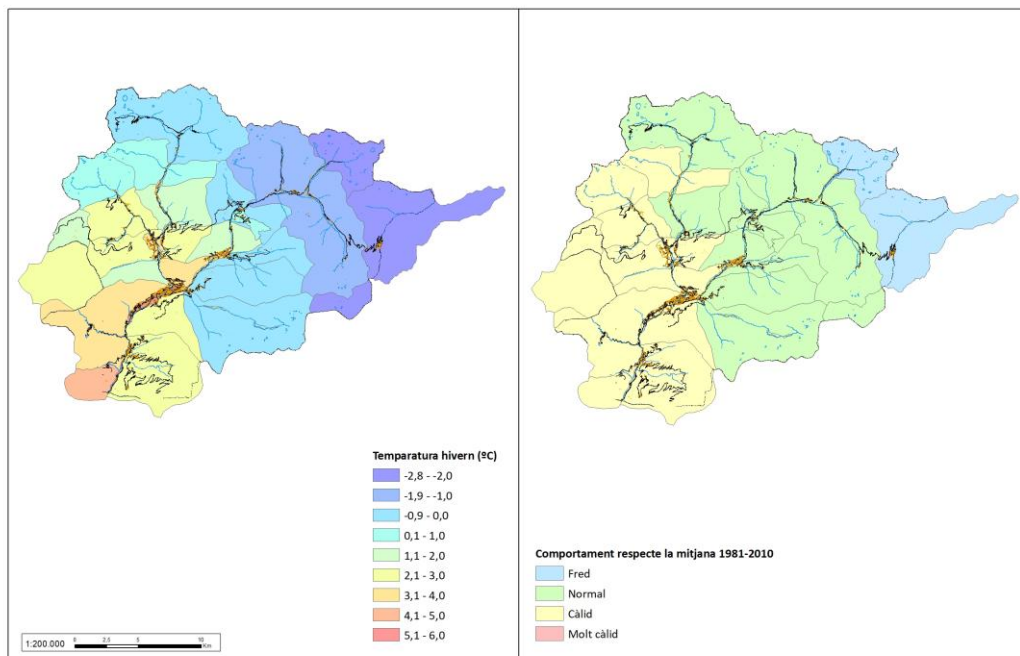 Temparatura hivern (ºC)
-2,8 - -2,0
-1,9 - -1,0
-0,9 - 0,0
0,1 - 1,0
1,1 - 2,0
2,1 - 3,0
3,1 - 4,0
4,1 - 5,0
5,1 - 6,0
1:200.000
0 2,5 5 10
Km
Comportament respecte la mitjana 1981-2010
Fred
Normal
Càlid
Molt càlid